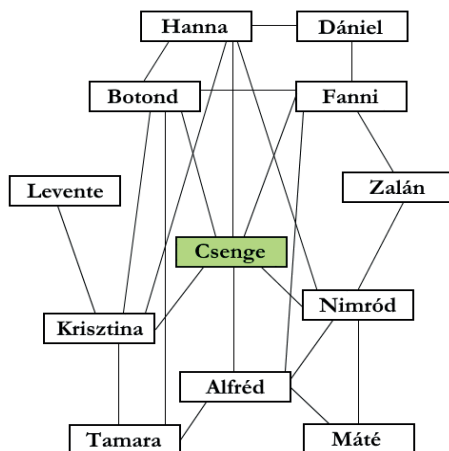 Hanna
Dániel
Botond
Fanni
Levente
Zalán
Csenge
Nimród
Krisztina
Alfréd
Tamara
Máté